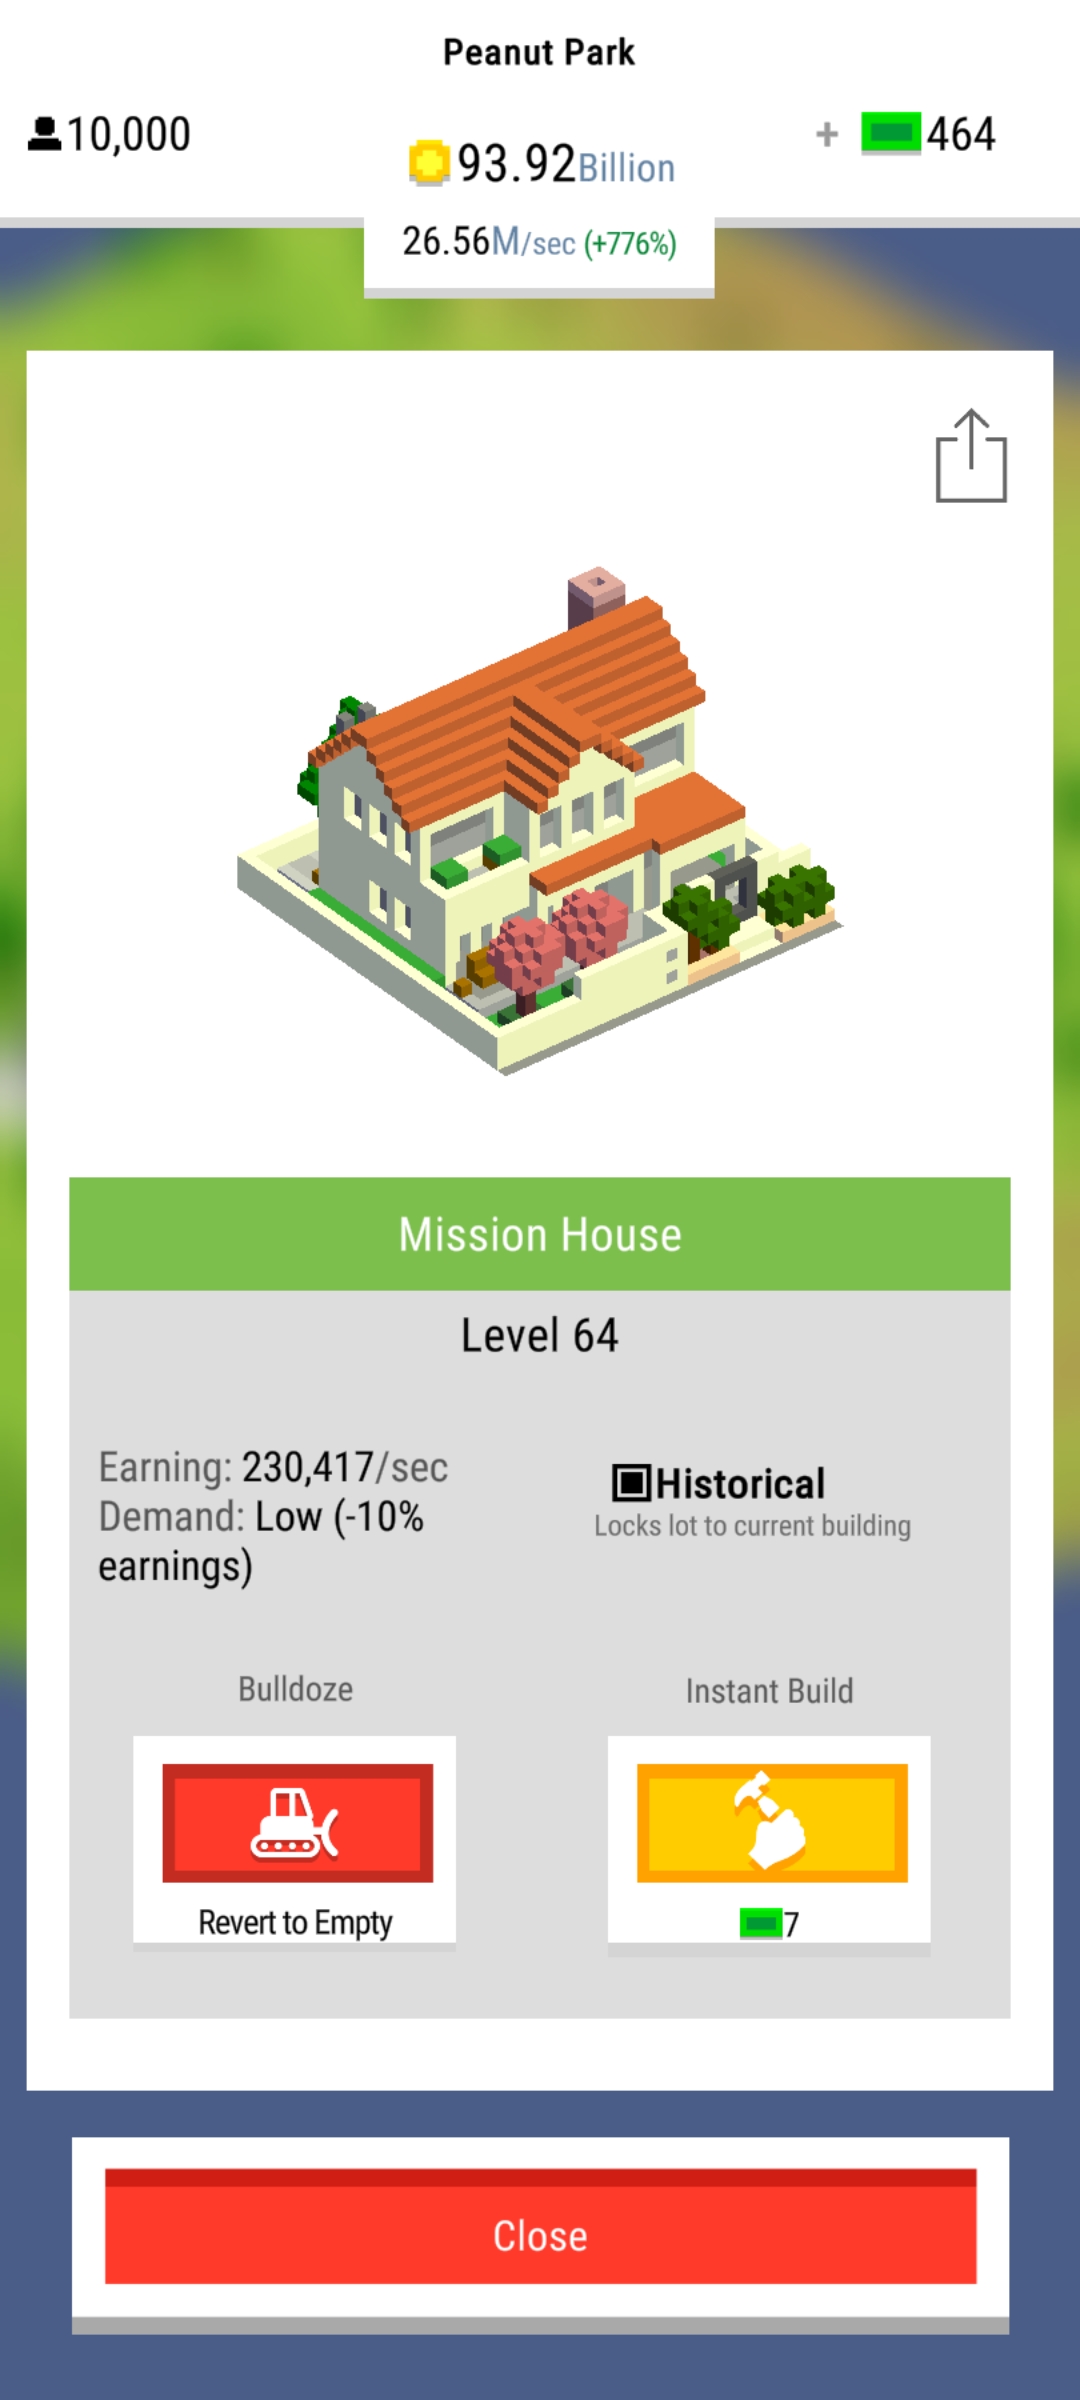 Peanut Park
10,000
93.92Billion
+ 464
26.56M/sec (+776%)
Mission House
Level 64
Earning: 230,417/sec
Demand: Low (-10%
earnings)
Historical
Locks lot to current building
Bulldoze
Revert to Empty
Instant Build
7
Close